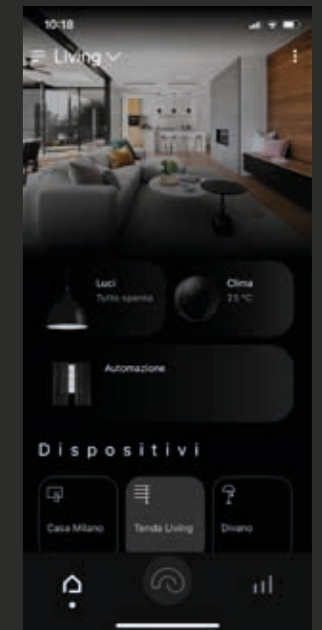 10:18
Living
Luci
Tutto spento
Clima
23 °C
Automazione
Dispositivi
Casa Milano
Tenda Living
Divano